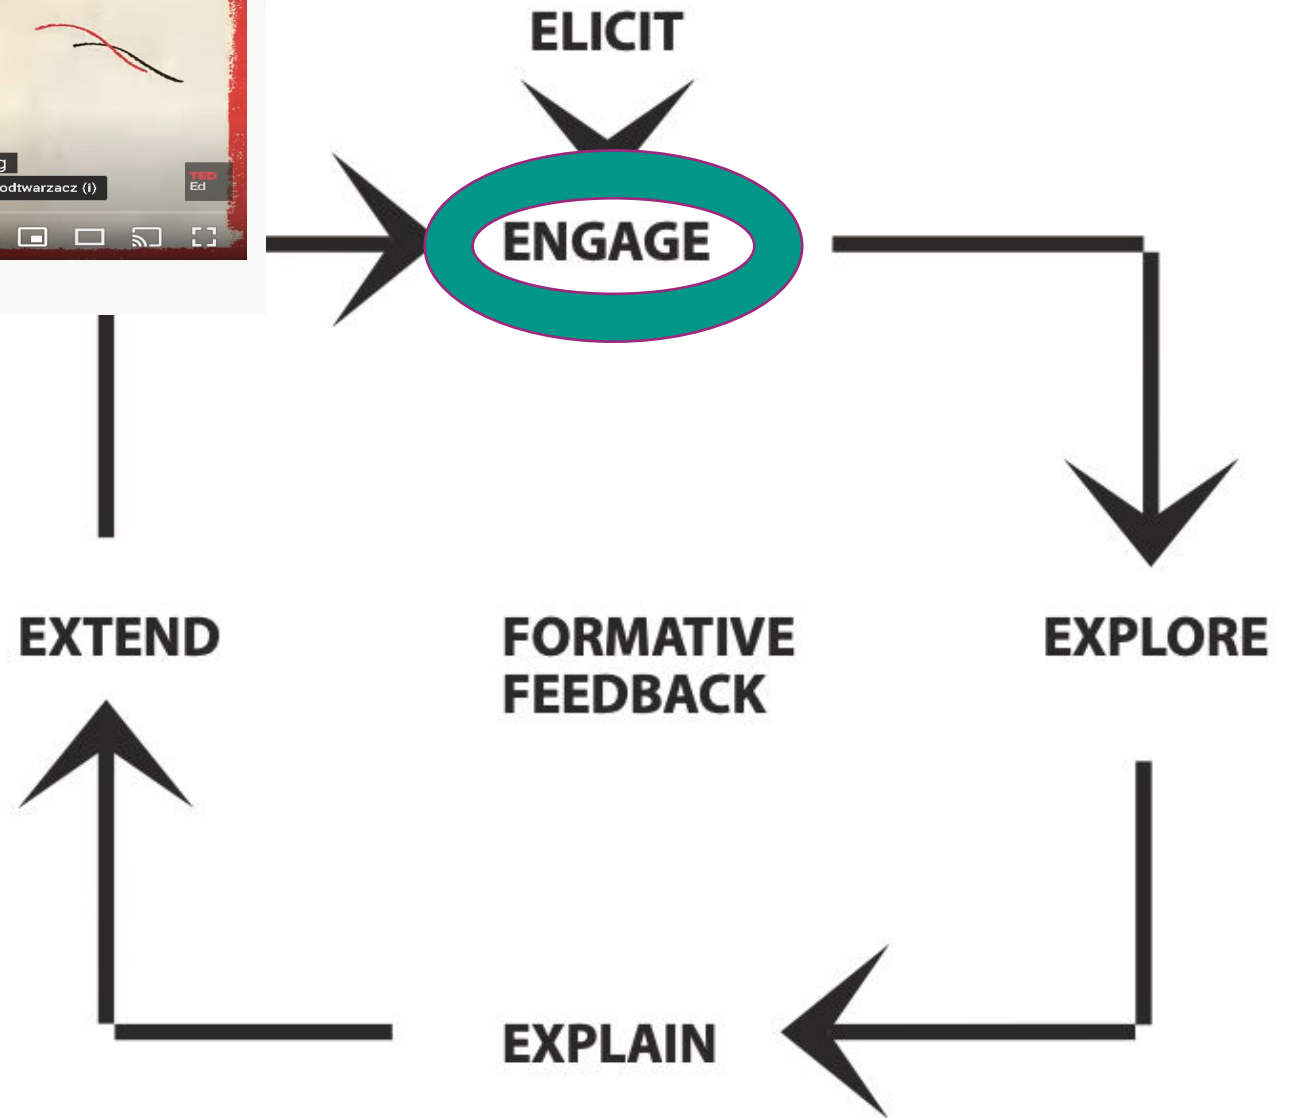 ELICIT
g
odtwarzacz (i)
TED
Ed
ENGAGE
EXTEND
FORMATIVE
FEEDBACK
EXPLORE
EXPLAIN